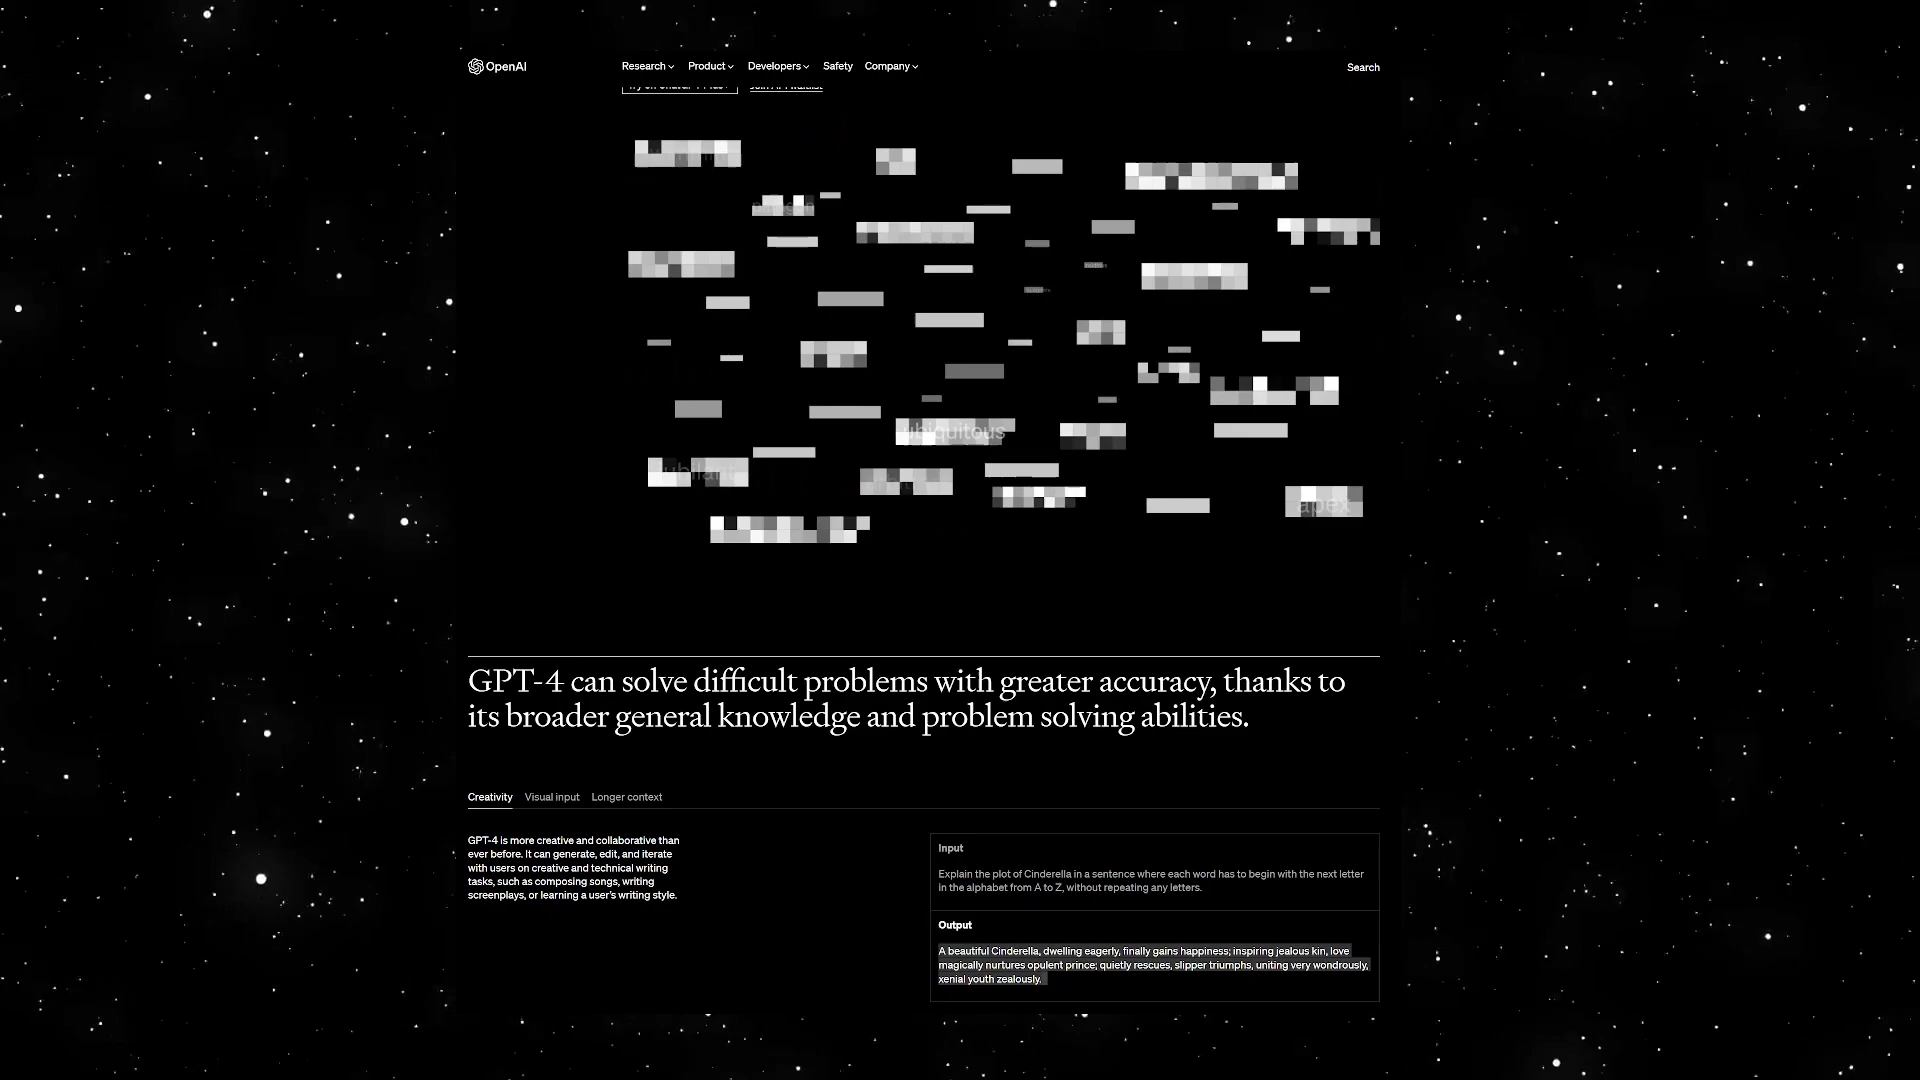 OpenAI
Research Product Developers Safety Company
Search
ubiquitous
jubilant
apex
GPT-4 can solve difficult problems with greater accuracy, thanks to
its broader general knowledge and problem solving abilities.
Creativity Visual input Longer context
GPT-4 is more creative and collaborative than
ever before. It can generate, edit, and iterate
with users on creative and technical writing
tasks, such as composing songs, writing
screenplays, or learning a user's writing style.
Input
Explain the plot of Cinderella in a sentence where each word has to begin with the next letter
in the alphabet from A to Z, without repeating any letters.
Output
A beautiful Cinderella, dwelling eagerly, finally gains happiness; inspiring jealous kin, love
magically nurtures opulent prince; quietly rescues, slipper triumphs, uniting very wondrously,
xenial youth zealously.